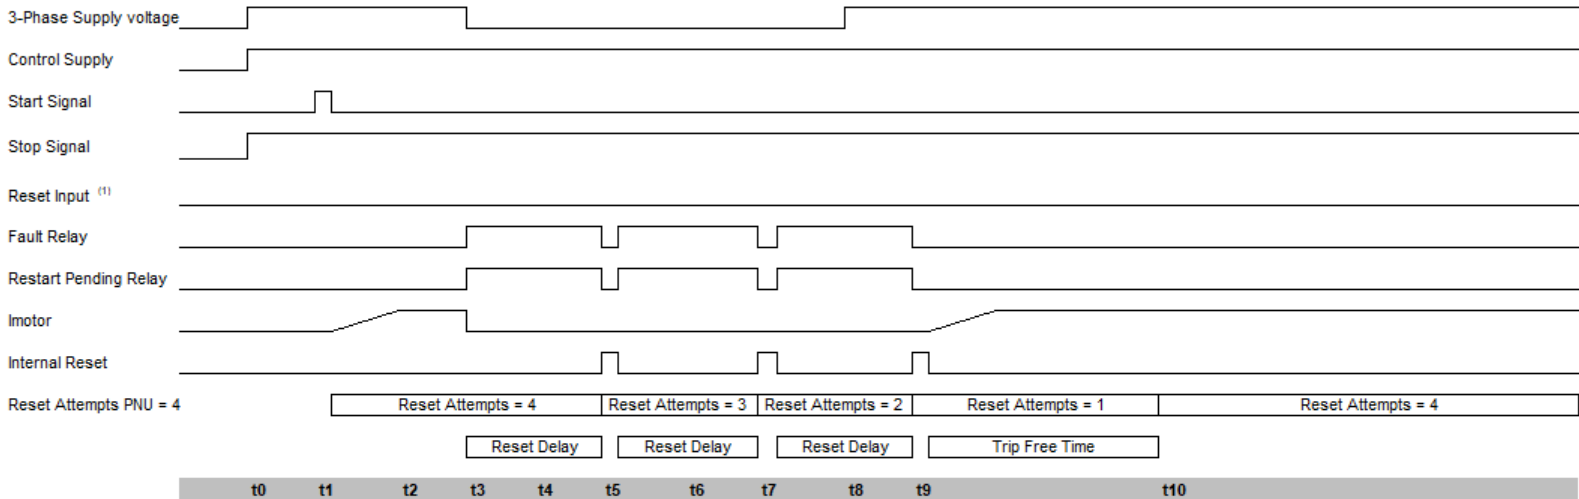 3-Phase Supply voltage
Control Supply
Start Signal
Stop Signal
Reset Input (1)
Fault Relay
Restart Pending Relay
Imotor
Internal Reset
Reset Attempts PNU = 4 Reset Attempts = 4 Reset Attempts = 3 Reset Attempts = 2 Reset Attempts = 1 Reset Attempts = 4
Reset Delay Reset Delay Reset Delay Trip Free Time
t0 t1 t2 t3 t4 t5 t6 t7 t8 t9 t10